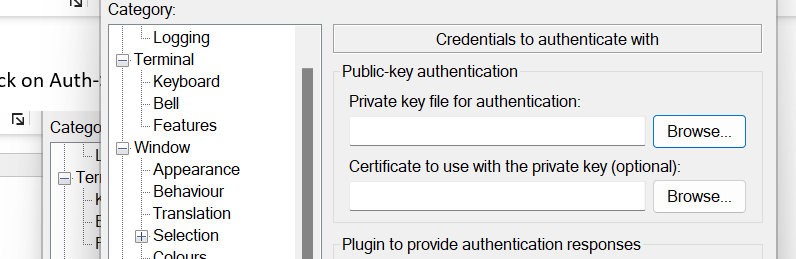 Category:
Logging
Terminal
Keyboard
Bell
Features
Window
Appearance
Behaviour
Translation
Selection
Colours
Credentials to authenticate with
Public-key authentication
Private key file for authentication:
Browse...
Certificate to use with the private key (optional):
Browse...
Plugin to provide authentication responses
ck on Auth-
Catego
L
Ter
K
B
F